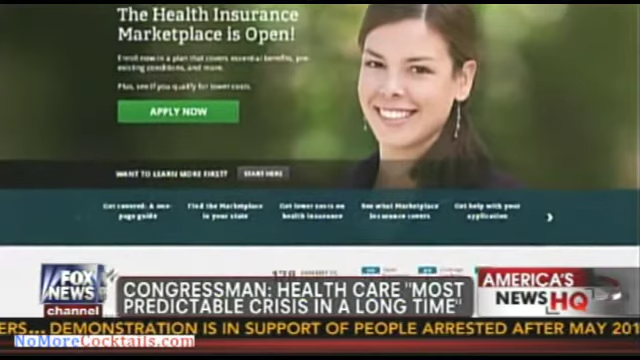 The Health Insurance
Marketplace is Open!
Enroll now in a plan that covers essential benefits, pre-
existing conditions, and more.
Plus, see if you qualify for lower costs.
APPLY NOW
WANT TO LEARN MORE FIRST?
START HERE
Get covered: A one-
page guide
Find the Marketplace
in your state
Get lower costs on
health insurance
See what Marketplace
insurance covers
Get help with your
application
FOX
NEWS
channel
CONGRESSMAN: HEALTH CARE "MOST
PREDICTABLE CRISIS IN A LONG TIME"
AMERICA'S
NEWS HQ
ERS... DEMONSTRATION IS IN SUPPORT OF PEOPLE ARRESTED AFTER MAY 201
NoMoreCocktails.com